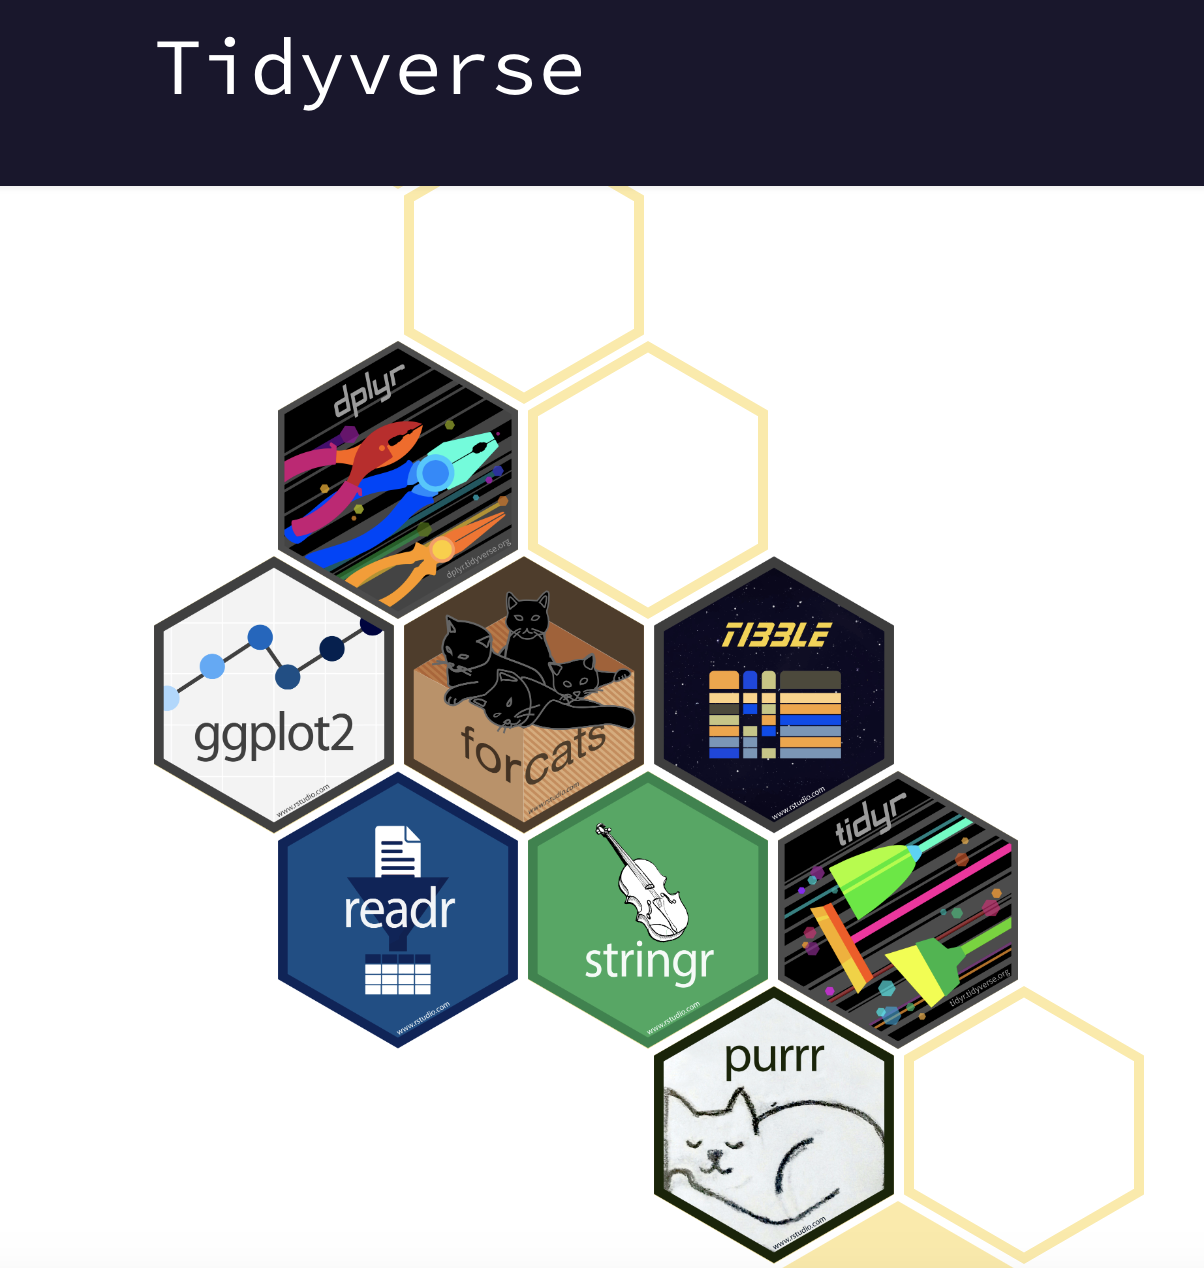 Tidyverse
dplyr
dplyr.tidyverse.org
ggplot2
www.rstudio.com
forcats
www.rstudio.com
TIBBLE
www.rstudio.com
readr
www.rstudio.com
stringr
www.rstudio.com
tidyr
tidyr.tidyverse.org
purrr
www.rstudio.com